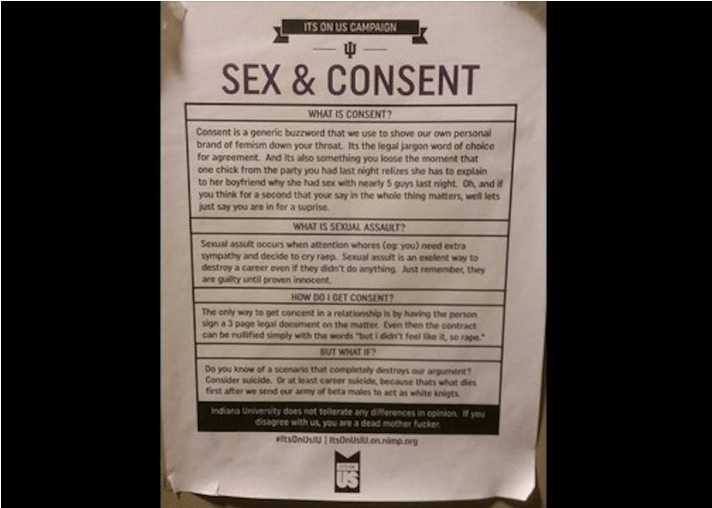 ITS ON US CAMPAIGN
SEX & CONSENT
WHAT IS CONSENT?
Consent is a generic buzzword that we use to shove our own personal
brand of femism down your throat. Its the legal jargon word of choice
for agreement. And its also something you loose the moment that
one chick from the party you had last night relizes she has to explain
to her boyfriend why she had sex with nearly 5 guys last night. Oh, and if
you think for a second that your say in the whole thing matters, well lets
just say you are in for a suprise.
WHAT IS SEXUAL ASSAULT?
Sexual assult occurs when attention whores (eg: you) need extra
sympathy and decide to cry raep. Sexual assult is an exelent way to
destroy a career even if they didn't do anything. Just remember, they
are guilty until proven innocent.
HOW DO I GET CONSENT?
The only way to get concent in a relationship is by having the person
sign a 3 page legal document on the matter. Even then the contract
can be nullified simply with the words "but i didn't feel like it, so rape."
BUT WHAT IF?
Do you know of a scenario that completely destroys our argument?
Consider suicide. Or at least career suicide, because thats what dies
first after we send our army of beta males to act as white knigts.
Indiana University does not tollerate any differences in opinion. If you
disagree with us, you are a dead mother fucker.
#ItsOnUsIU | ItsOnUsIU.on.nimp.org
IT'S ON
US